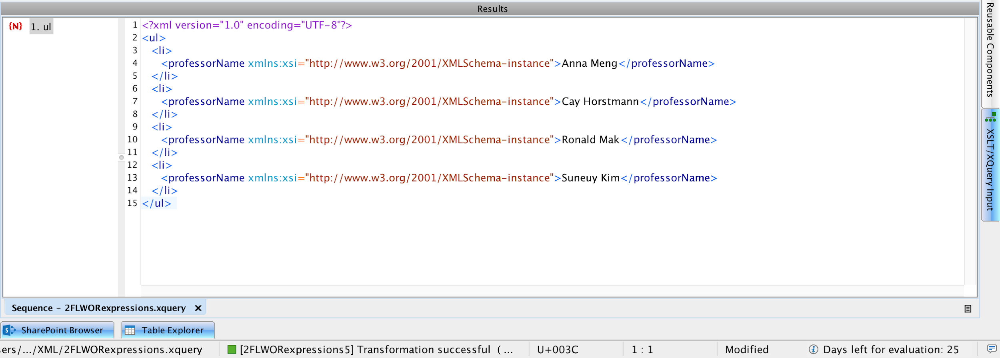 Results
{N} 1. ul
1 <?xml version="1.0" encoding="UTF-8"?>
2 <ul>
3 <li>
4 <professorName xmlns:xsi="http://www.w3.org/2001/XMLSchema-instance">Anna Meng</professorName>
5 </li>
6 <li>
7 <professorName xmlns:xsi="http://www.w3.org/2001/XMLSchema-instance">Cay Horstmann</professorName>
8 </li>
9 <li>
10 <professorName xmlns:xsi="http://www.w3.org/2001/XMLSchema-instance">Ronald Mak</professorName>
11 </li>
12 <li>
13 <professorName xmlns:xsi="http://www.w3.org/2001/XMLSchema-instance">Suneuy Kim</professorName>
14 </li>
15 </ul>
Reusable Components
XSLT/XQuery Input
Sequence – 2FLWORexpressions.xquery
SharePoint Browser Table Explorer
ers/.../XML/2FLWORexpressions.xquery [2FLWORexpressions5] Transformation successful ( ... U+003C 1 : 1 Modified Days left for evaluation: 25